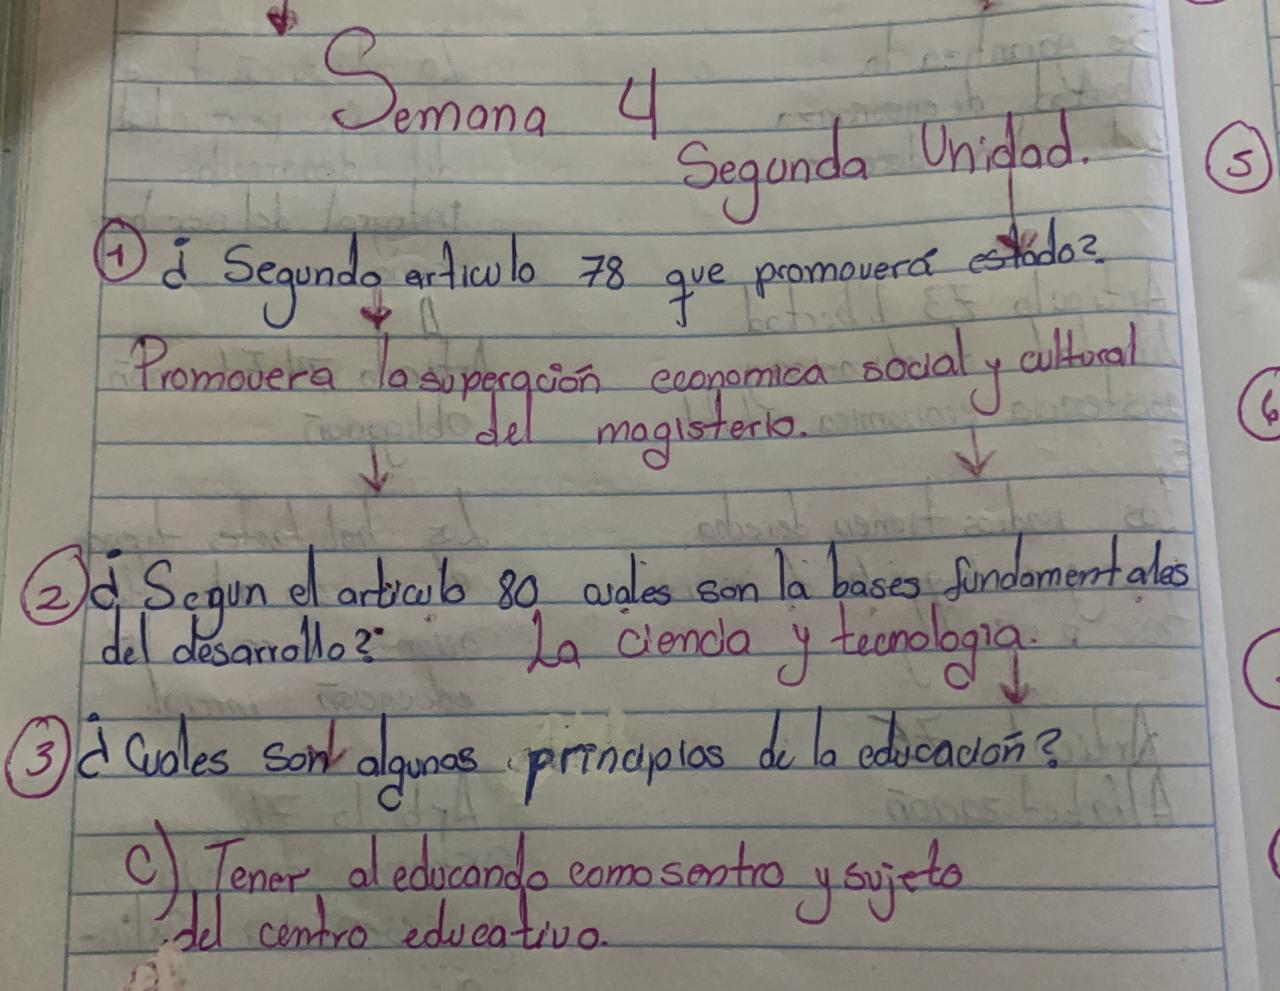 Semana 4
Segunda Unidad.
1 ¿Segundo articulo 78 que promoverá estado?
Promovera la superación economica social y cultural
del magisterio.
2 ¿Segun el articulo 80 cuales son la bases fundamentales
del desarrollo? La ciencia y tecnologia.
3 ¿Cuales son algunos principios de la educación?
C) Tener al educando como sentro y sujeto
del centro educativo.
5
6